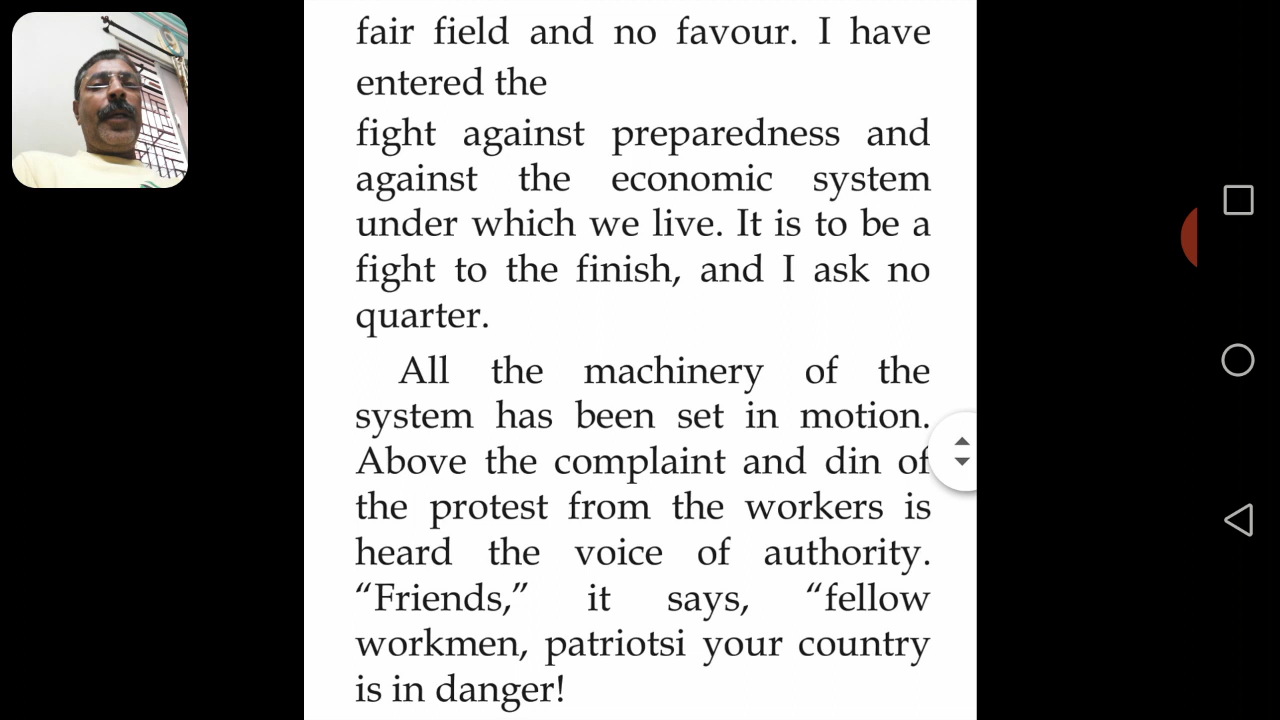 fair field and no favour. I have
entered the
fight against preparedness and
against the economic system
under which we live. It is to be a
fight to the finish, and I ask no
quarter.
All the machinery of the
system has been set in motion.
Above the complaint and din of
the protest from the workers is
heard the voice of authority.
“Friends,” it says, “fellow
workmen, patriotsi your country
is in danger!